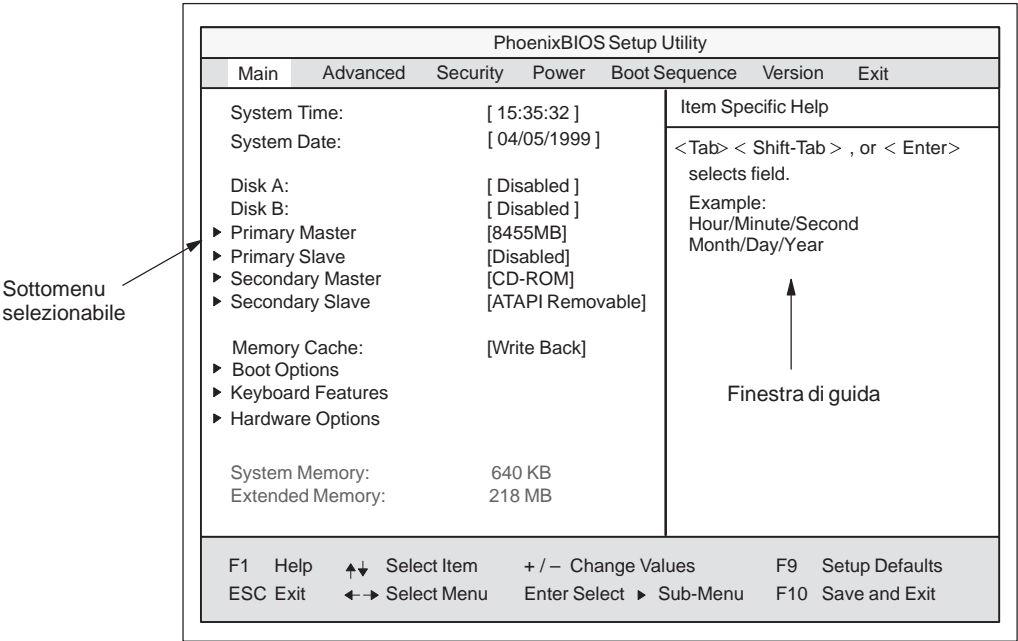 PhoenixBIOS Setup Utility
Main Advanced Security Power Boot Sequence Version Exit
System Time: [ 15:35:32 ]
System Date: [ 04/05/1999 ]
Disk A: [ Disabled ]
Disk B: [ Disabled ]
▶ Primary Master [8455MB]
▶ Primary Slave [Disabled]
▶ Secondary Master [CD-ROM]
▶ Secondary Slave [ATAPI Removable]
Memory Cache: [Write Back]
▶ Boot Options
▶ Keyboard Features
▶ Hardware Options
System Memory: 640 KB
Extended Memory: 218 MB
Item Specific Help
<Tab> < Shift-Tab > , or < Enter>
selects field.
Example:
Hour/Minute/Second
Month/Day/Year
Finestra di guida
Sottomenu
selezionabile
F1 Help ↑↓ Select Item + / – Change Values F9 Setup Defaults
ESC Exit ←→ Select Menu Enter Select ▶ Sub-Menu F10 Save and Exit